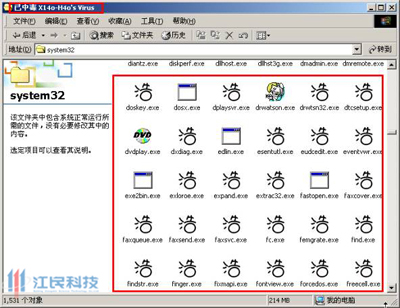 已中毒 X14o-H4o's Virus
文件(F) 编辑(E) 查看(V) 收藏(A) 工具(T) 帮助(H)
后退 搜索 文件夹 历史
地址(D) system32 转到
diantz.exe diskperf.exe dllhost.exe dllhst3g.exe dmadmin.exe dmremote.exe
system32
该文件夹中包含系统正常运行所需的文件,没有必要修改其中的内容。
选定项目可以查看其说明。
doskey.exe dosx.exe dplaysvr.exe drwatson.exe drwtsn32.exe dtcsetup.exe
DVD
dvdplay.exe dxdiag.exe edlin.exe esentutl.exe eudcedit.exe eventvwr.exe
exe2bin.exe exloroe.exe expand.exe extrac32.exe fastopen.exe faxcover.exe
faxqueue.exe faxsend.exe faxsvc.exe fc.exe femgrate.exe find.exe
findstr.exe finger.exe fixmapi.exe fontview.exe forcedos.exe freecell.exe
江民科技
1,531 个对象 214 MB 我的电脑